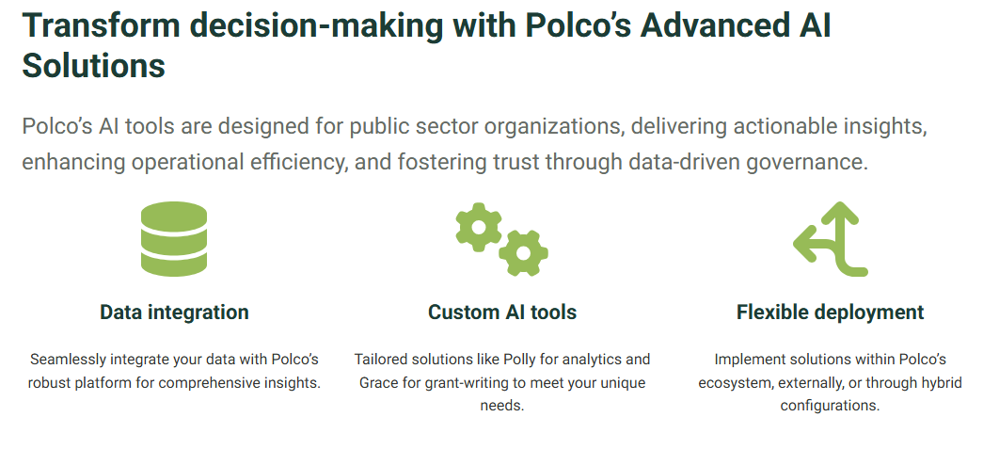 Transform decision-making with Polco’s Advanced AI
Solutions
Polco’s AI tools are designed for public sector organizations, delivering actionable insights,
enhancing operational efficiency, and fostering trust through data-driven governance.
Data integration
Seamlessly integrate your data with Polco’s
robust platform for comprehensive insights.
Custom AI tools
Tailored solutions like Polly for analytics and
Grace for grant-writing to meet your unique
needs.
Flexible deployment
Implement solutions within Polco’s
ecosystem, externally, or through hybrid
configurations.